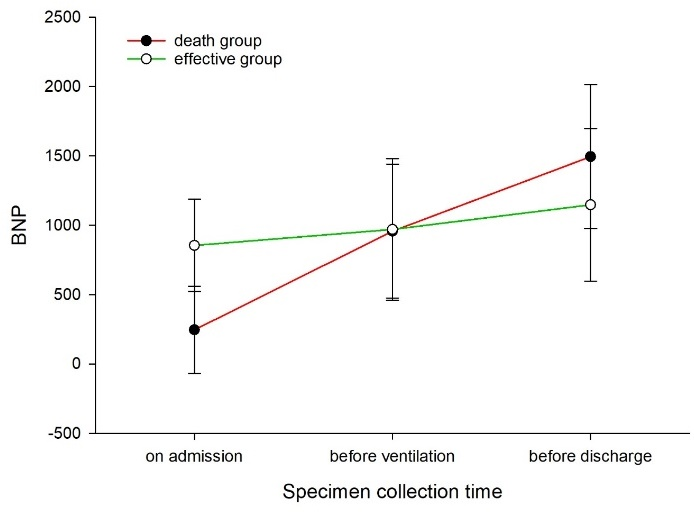 2500
death group
effective group
2000
1500
1000
500
0
-500
BNP
on admission before ventilation before discharge
Specimen collection time